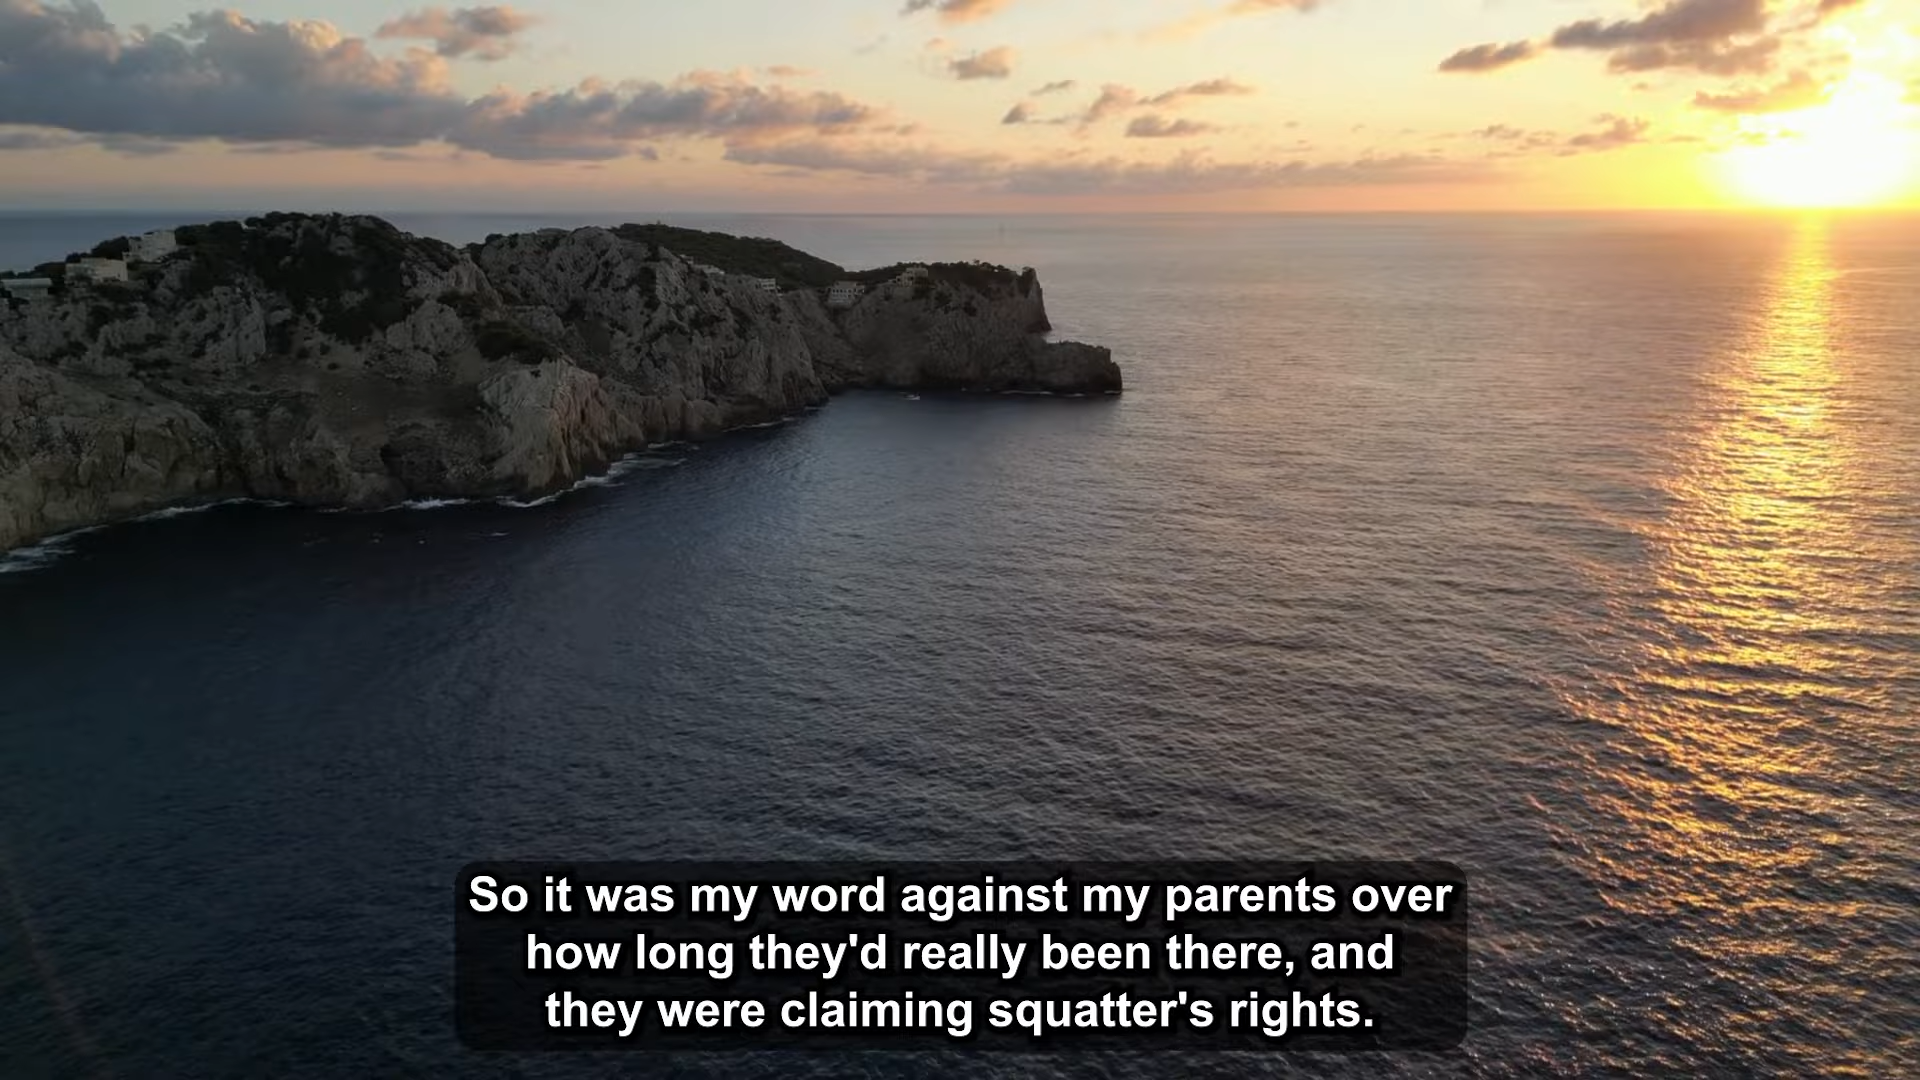 So it was my word against my parents over
how long they'd really been there, and
they were claiming squatter's rights.